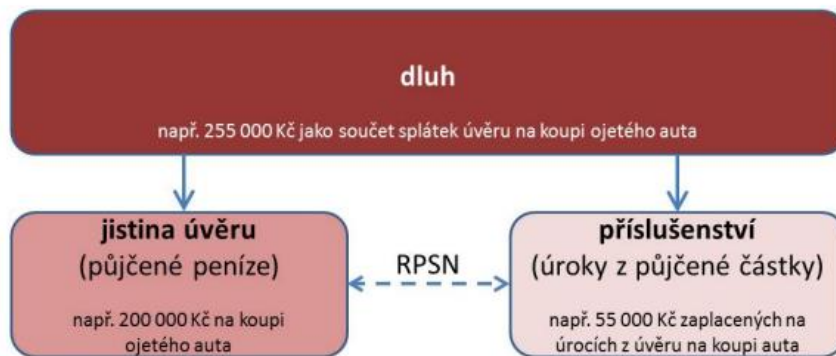 dluh
např. 255 000 Kč jako součet splátek úvěru na koupi ojetého auta
jistina úvěru
(půjčené peníze)
např. 200 000 Kč na koupi
ojetého auta
RPSN
příslušenství
(úroky z půjčené částky)
např. 55 000 Kč zaplacených na
úrocích z úvěru na koupi auta